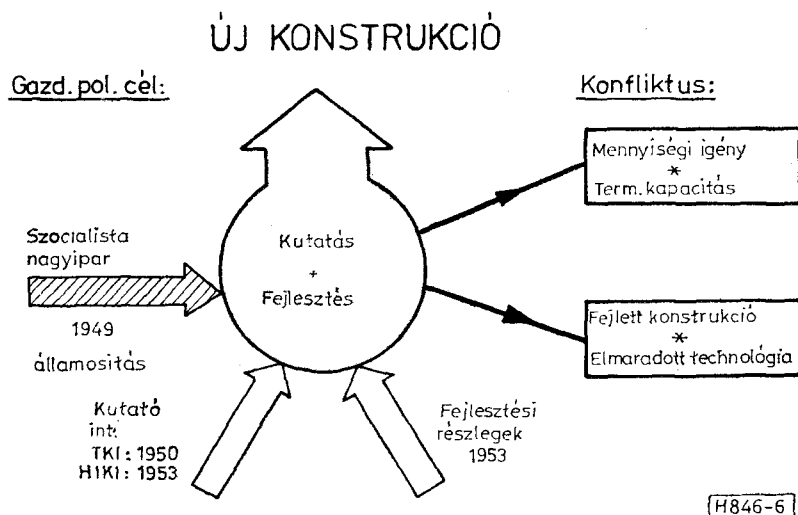 ÚJ KONSTRUKCIÓ
Gazd. pol. cél:
Konfliktus:
Mennyiségi igény
*
Term. kapacitás
Kutatás
+
Fejlesztés
Szocialista
nagyipar
1949
államositás
Fejlett konstrukció
*
Elmaradott technológia
Kutató
int.
TKI: 1950
HIKI: 1953
Fejlesztési
részlegek
1953
H846-6